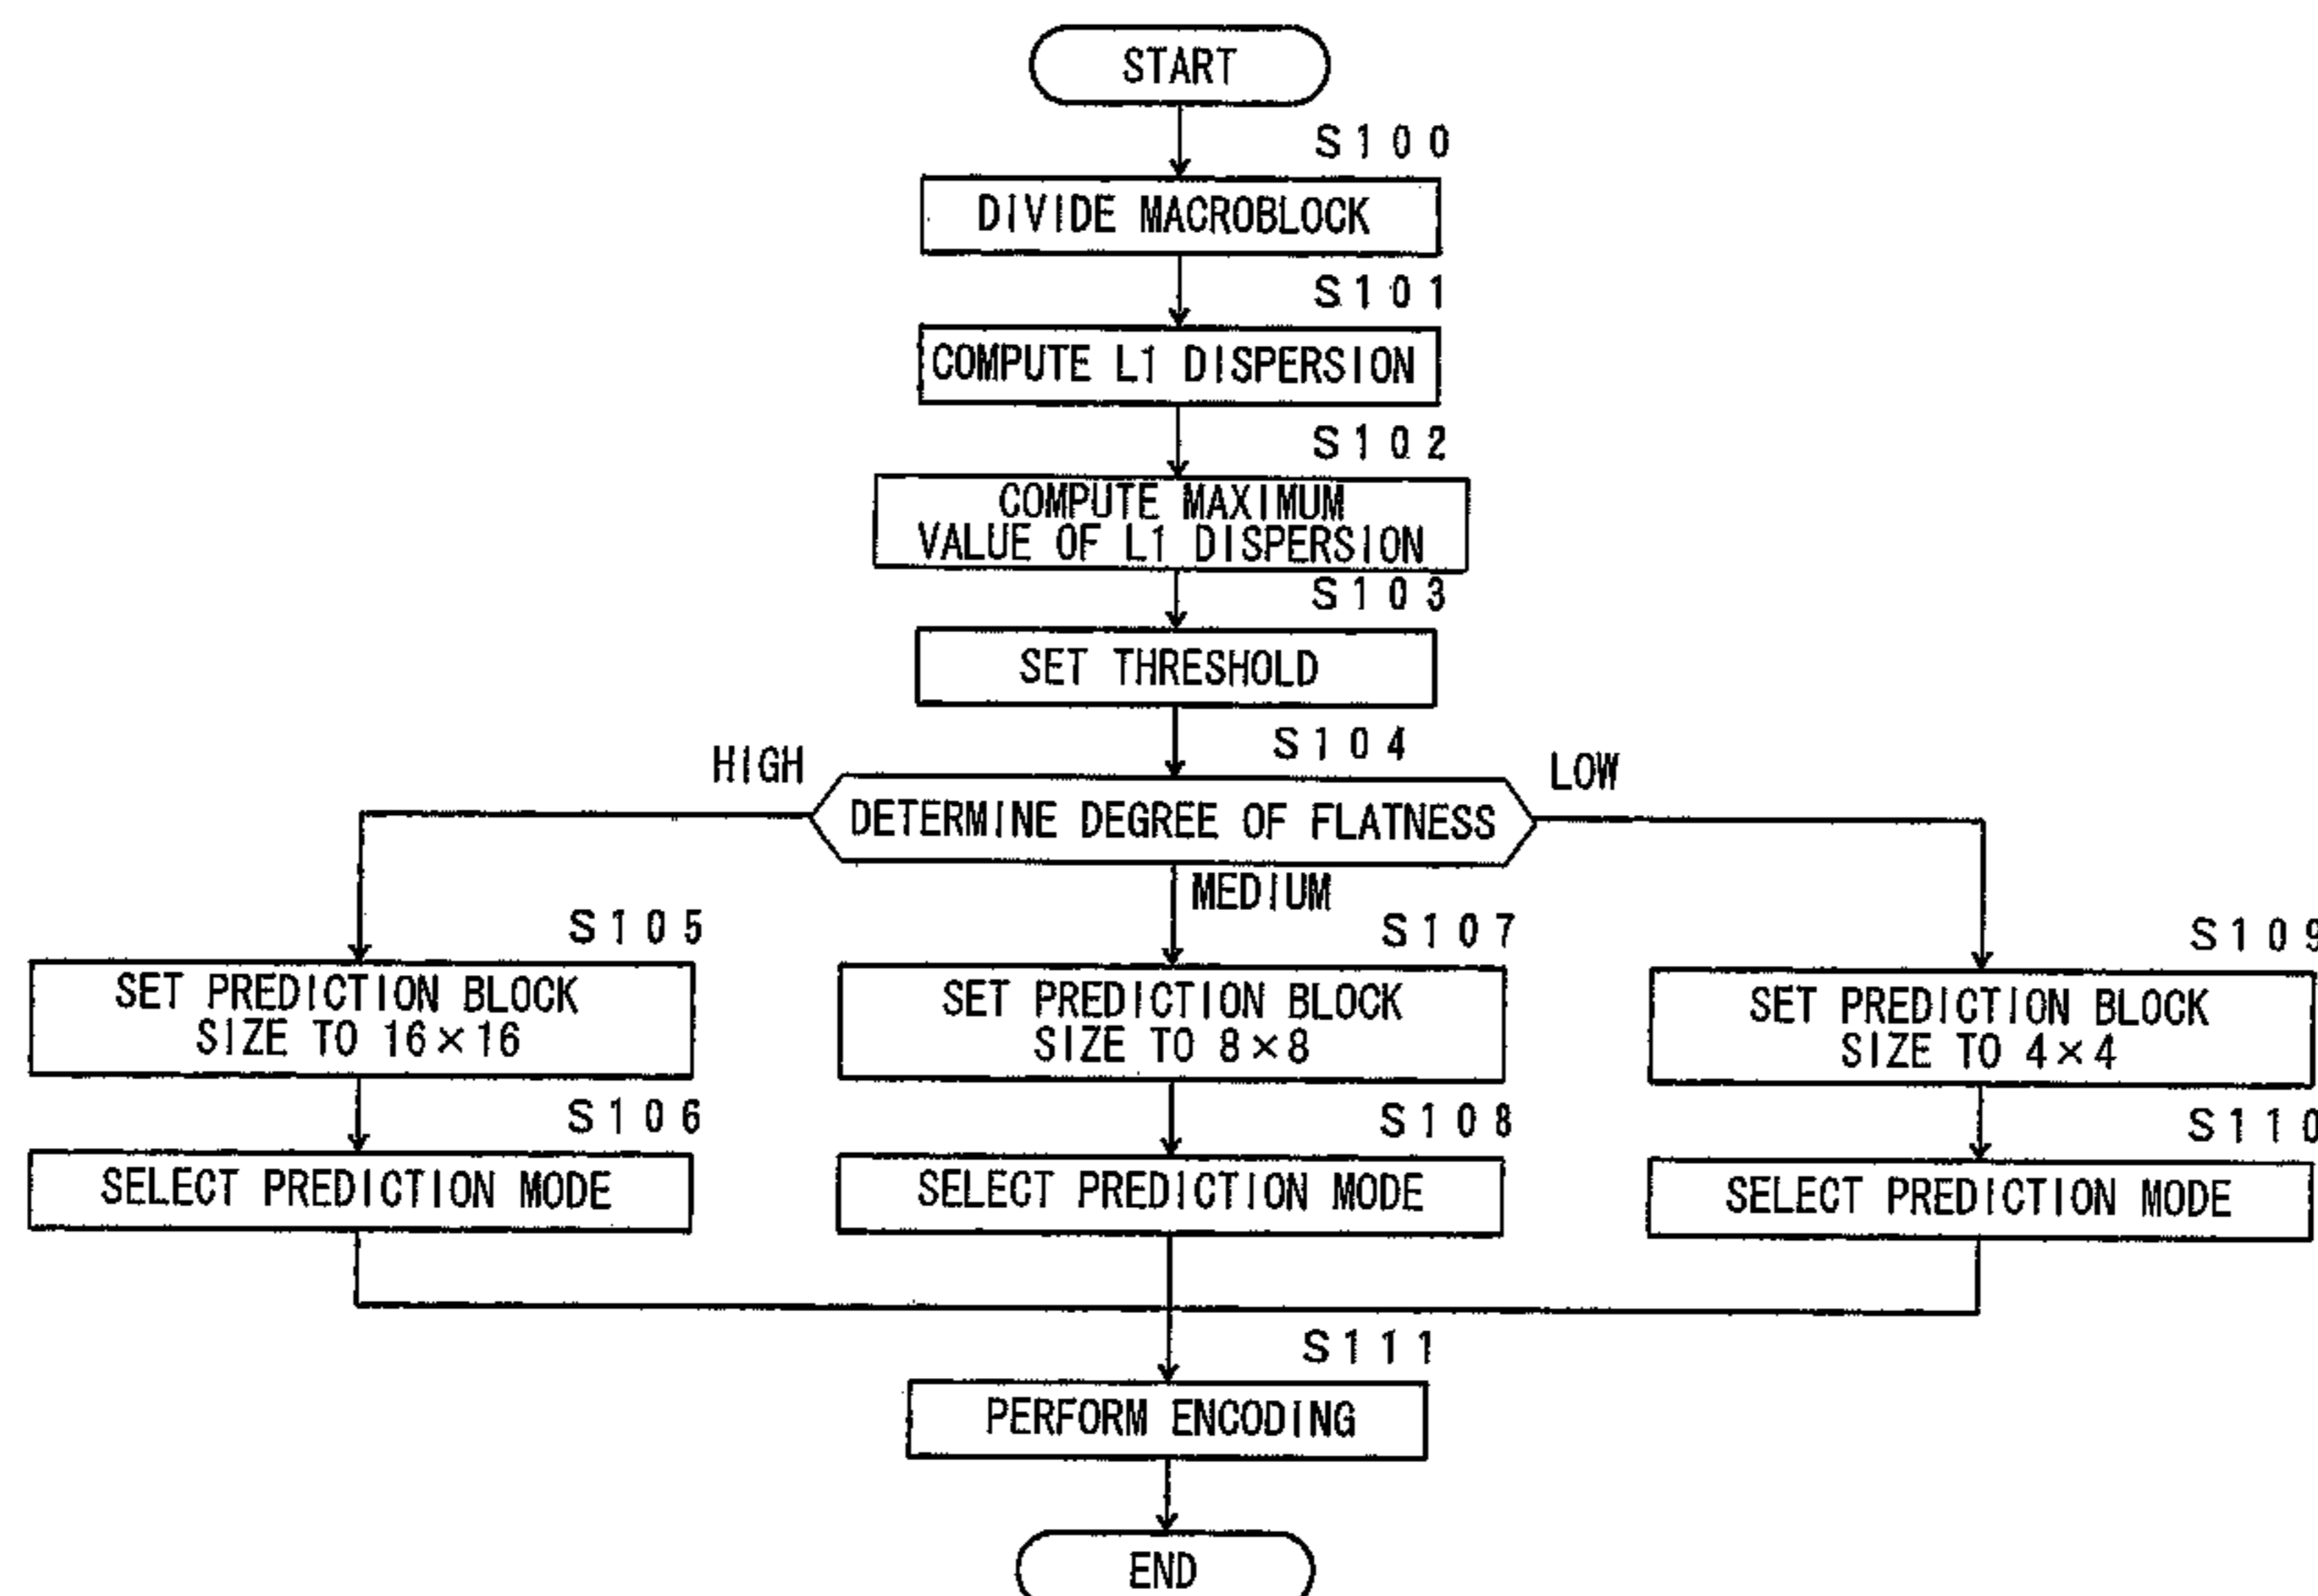 START
S100
DIVIDE MACROBLOCK
S101
COMPUTE L1 DISPERSION
S102
COMPUTE MAXIMUM
VALUE OF L1 DISPERSION
S103
SET THRESHOLD
S104
HIGH
LOW
DETERMINE DEGREE OF FLATNESS
MEDIUM
S105
S107
S109
SET PREDICTION BLOCK
SIZE TO 16×16
SET PREDICTION BLOCK
SIZE TO 8×8
SET PREDICTION BLOCK
SIZE TO 4×4
S106
S108
S110
SELECT PREDICTION MODE
SELECT PREDICTION MODE
SELECT PREDICTION MODE
S111
PERFORM ENCODING
END